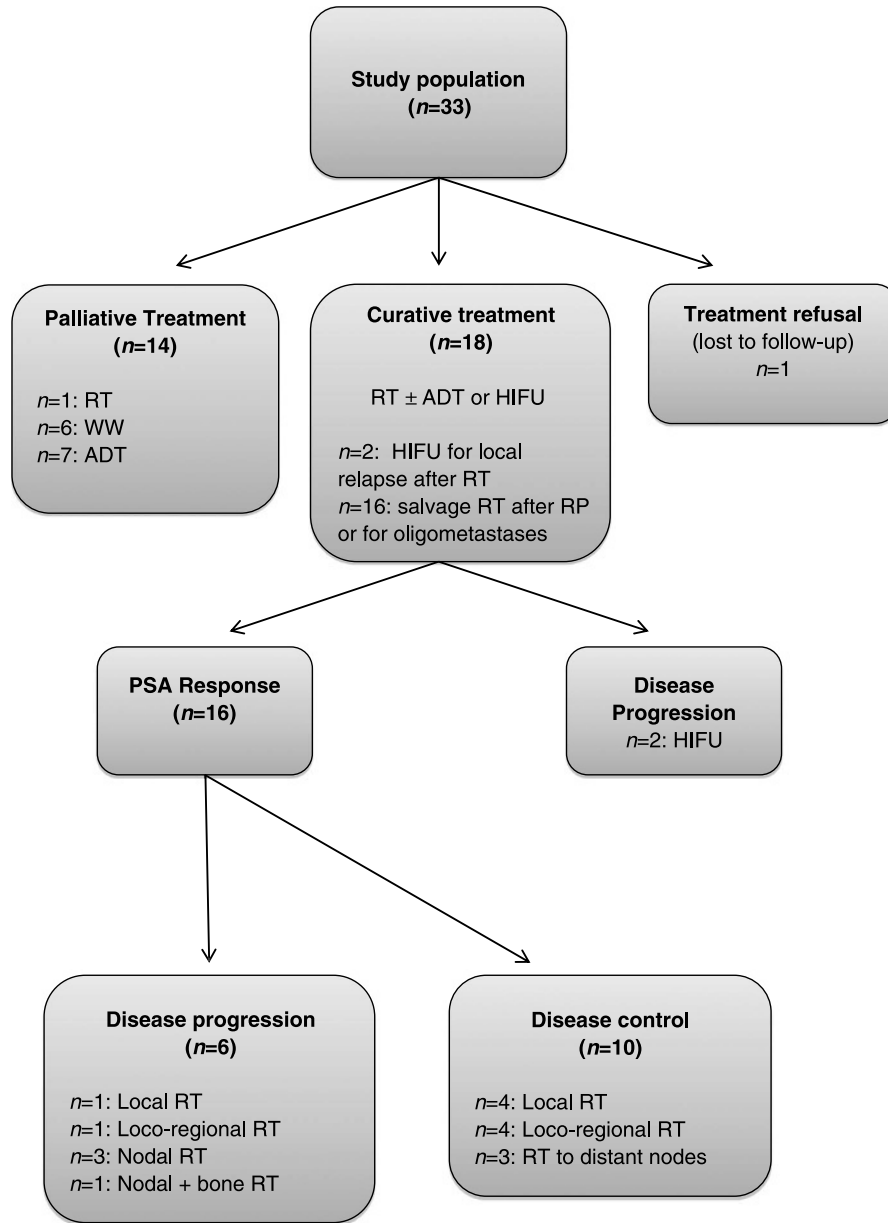 Study population
(n=33)
Palliative Treatment
(n=14)
n=1: RT
n=6: WW
n=7: ADT
Curative treatment
(n=18)
RT ± ADT or HIFU
n=2: HIFU for local
relapse after RT
n=16: salvage RT after RP
or for oligometastases
Treatment refusal
(lost to follow-up)
n=1
PSA Response
(n=16)
Disease
Progression
n=2: HIFU
Disease progression
(n=6)
n=1: Local RT
n=1: Loco-regional RT
n=3: Nodal RT
n=1: Nodal + bone RT
Disease control
(n=10)
n=4: Local RT
n=4: Loco-regional RT
n=3: RT to distant nodes